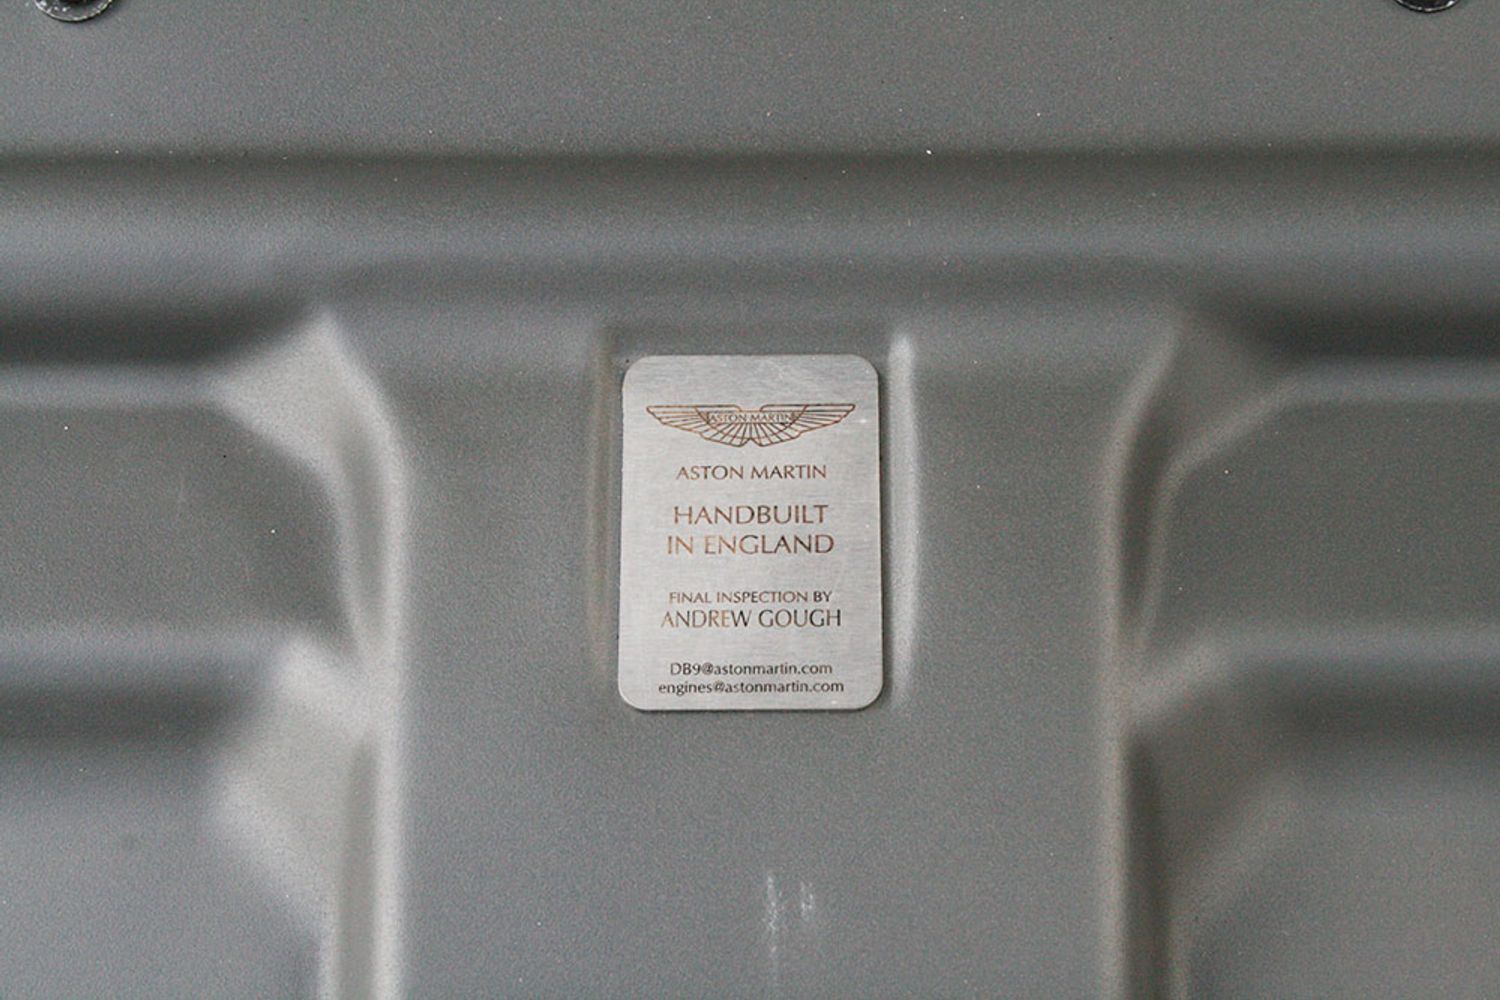 ASTON MARTIN
ASTON MARTIN
HANDBUILT
IN ENGLAND
FINAL INSPECTION BY
ANDREW GOUGH
DB9@astonmartin.com
engines@astonmartin.com